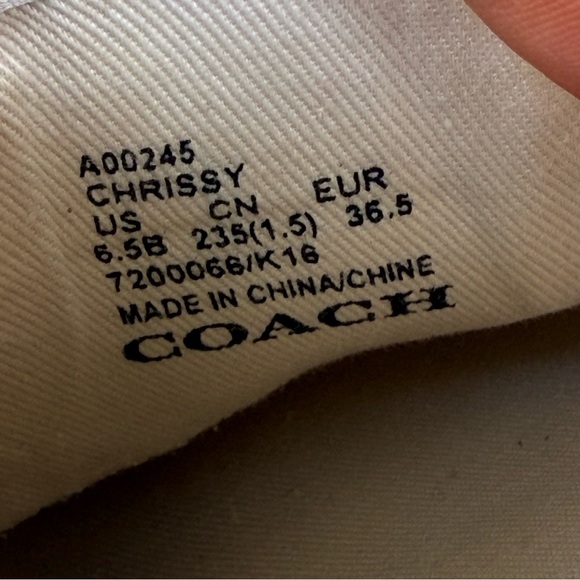 A00245
CHRISSY
US CN EUR
6.5B 235(1.5) 36.5
7200066/K16
MADE IN CHINA/CHINE
COACH